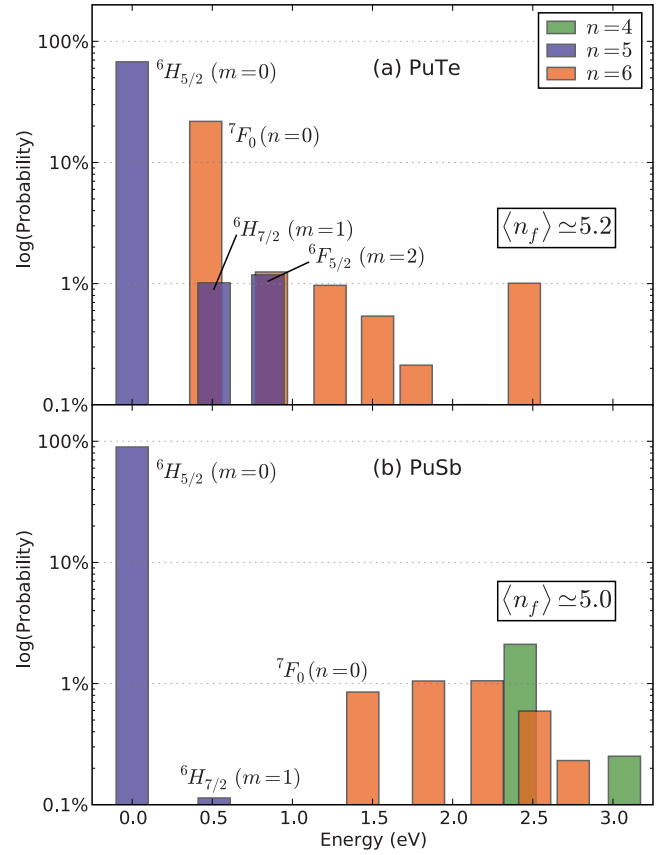 100%
10%
1%
0.1%
log(Probability)
(a) PuTe
n=4
n=5
n=6
⁶H₅/₂ (m=0)
⁷F₀(n=0)
⁶H₇/₂ (m=1)
⁶F₅/₂ (m=2)
⟨n_f⟩ ≃5.2
100%
10%
1%
0.1%
log(Probability)
(b) PuSb
⁶H₅/₂ (m=0)
⟨n_f⟩ ≃5.0
⁷F₀(n=0)
⁶H₇/₂ (m=1)
0.0 0.5 1.0 1.5 2.0 2.5 3.0
Energy (eV)